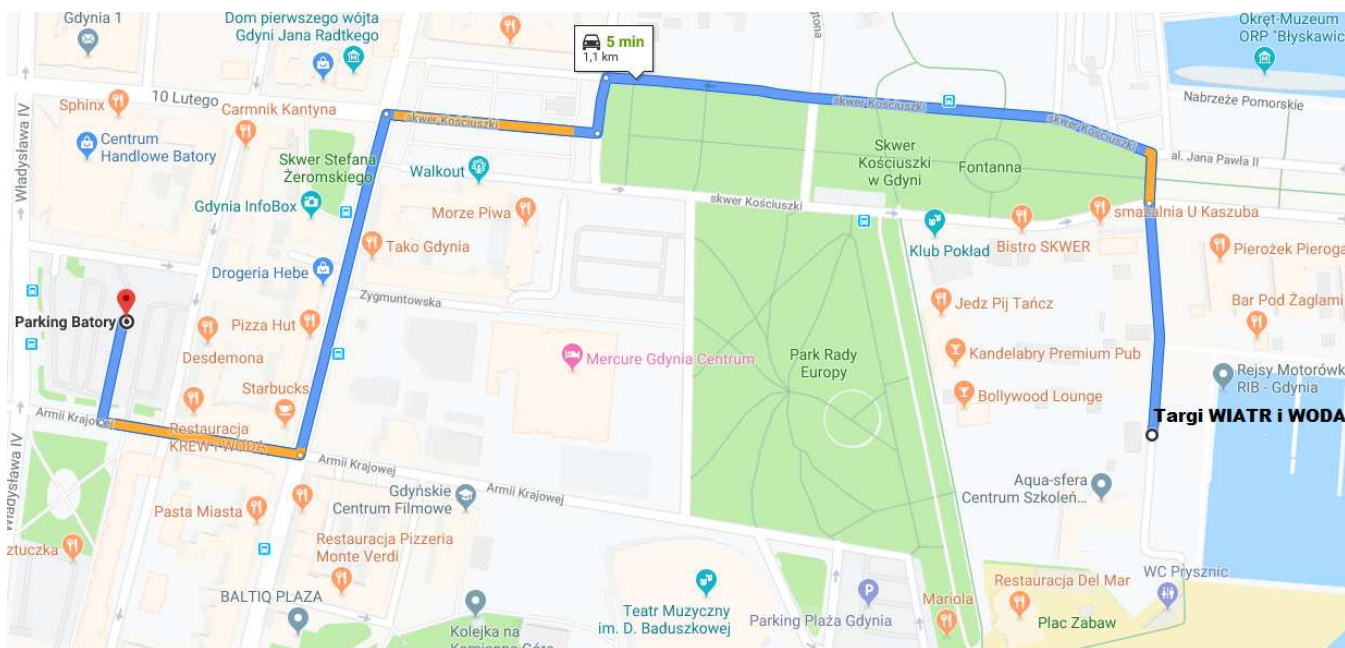 Gdynia 1
Dom pierwszego wójta
Gdyni Jana Radtkego
5 min
1,1 km
Okręt-Muzeum
ORP "Błyskawic
Sphinx
10 Lutego
Carmnik Kantyna
Nabrzeże Pomorskie
skwer Kościuszki
skwer Kościuszki
skwer Kościuszki
Władysława IV
Centrum
Handlowe Batory
Skwer Stefana
Żeromskiego
Walkout
Skwer
Kościuszki
w Gdyni
Fontanna
al. Jana Pawła II
Gdynia InfoBox
Morze Piwa
skwer Kościuszki
smażalnia U Kaszuba
Tako Gdynia
Klub Pokład
Bistro SKWER
Pierożek Pieroga
Drogeria Hebe
Zygmuntowska
Jedz Pij Tańcz
Bar Pod Żaglami
Parking Batory
Pizza Hut
Desdemona
Mercure Gdynia Centrum
Park Rady
Europy
Kandelabry Premium Pub
Rejsy Motorówk
RIB - Gdynia
Starbucks
Bollywood Lounge
Armii Krajowej
Restauracja
KREW i WODA
Targi WIATR i WODA
Władysława IV
Armii Krajowej
Armii Krajowej
Gdyńskie
Centrum Filmowe
Aqua-sfera
Centrum Szkoleń...
Pasta Miasta
ztuczka
Restauracja Pizzeria
Monte Verdi
WC Prysznic
BALTIQ PLAZA
Teatr Muzyczny
im. D. Baduszkowej
P
Parking Plaża Gdynia
Mariola
Restauracja Del Mar
Plac Zabaw
Kolejka na